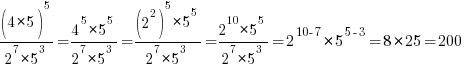 (4×5)^5/(2^7×5^3) = (4^5×5^5)/(2^7×5^3) = ((2^2)^5×5^5)/(2^7×5^3) = (2^10×5^5)/(2^7×5^3) = 2^(10-7)×5^(5-3) = 8×25 = 200